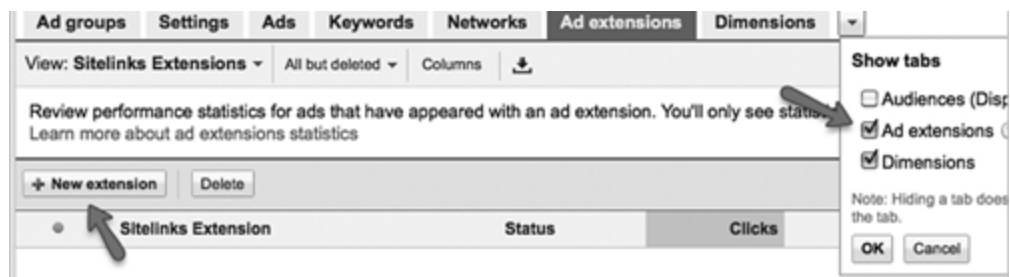 Ad groups Settings Ads Keywords Networks Ad extensions Dimensions
View: Sitelinks Extensions All but deleted Columns
Review performance statistics for ads that have appeared with an ad extension. You'll only see
Learn more about ad extensions statistics
+ New extension Delete
Sitelinks Extension Status Clicks
Show tabs
Audiences
Ad extensions
Dimensions
Note: Hiding a tab does
the tab.
OK Cancel